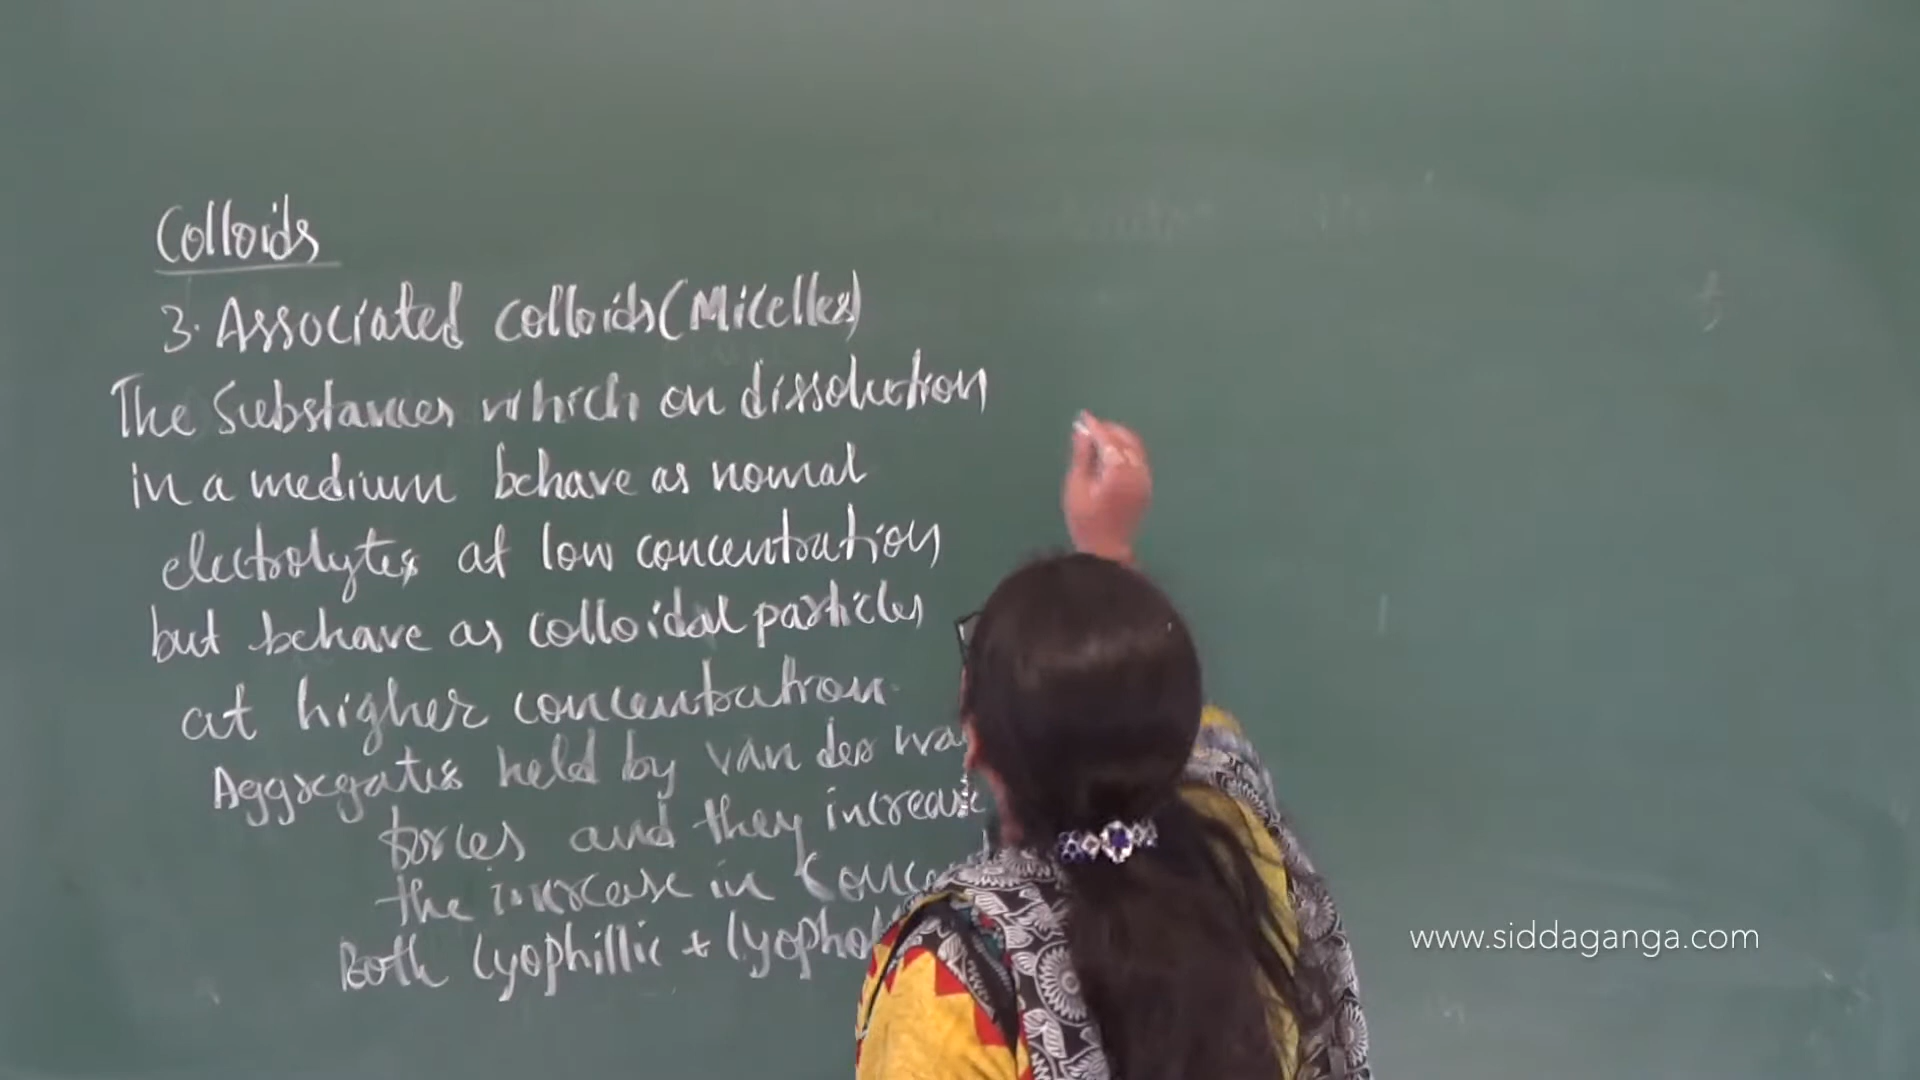 Colloids
3. Associated colloids (Micelles)
The Substances which on dissolution
in a medium behave as nomal
electrolytes at low concentration
but behave as colloidal particles
at higher concentration.
Aggregates held by van der
forces and they increase
the increase in
Both Lyophillic +
www.siddaganga.com